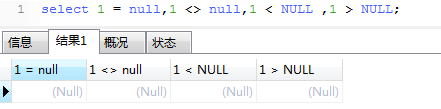 1 select 1 = null,1 <> null,1 < NULL ,1 > NULL;
信息 结果1 概况 状态
1 = null 1 <> null 1 < NULL 1 > NULL
(Null) (Null) (Null) (Null)